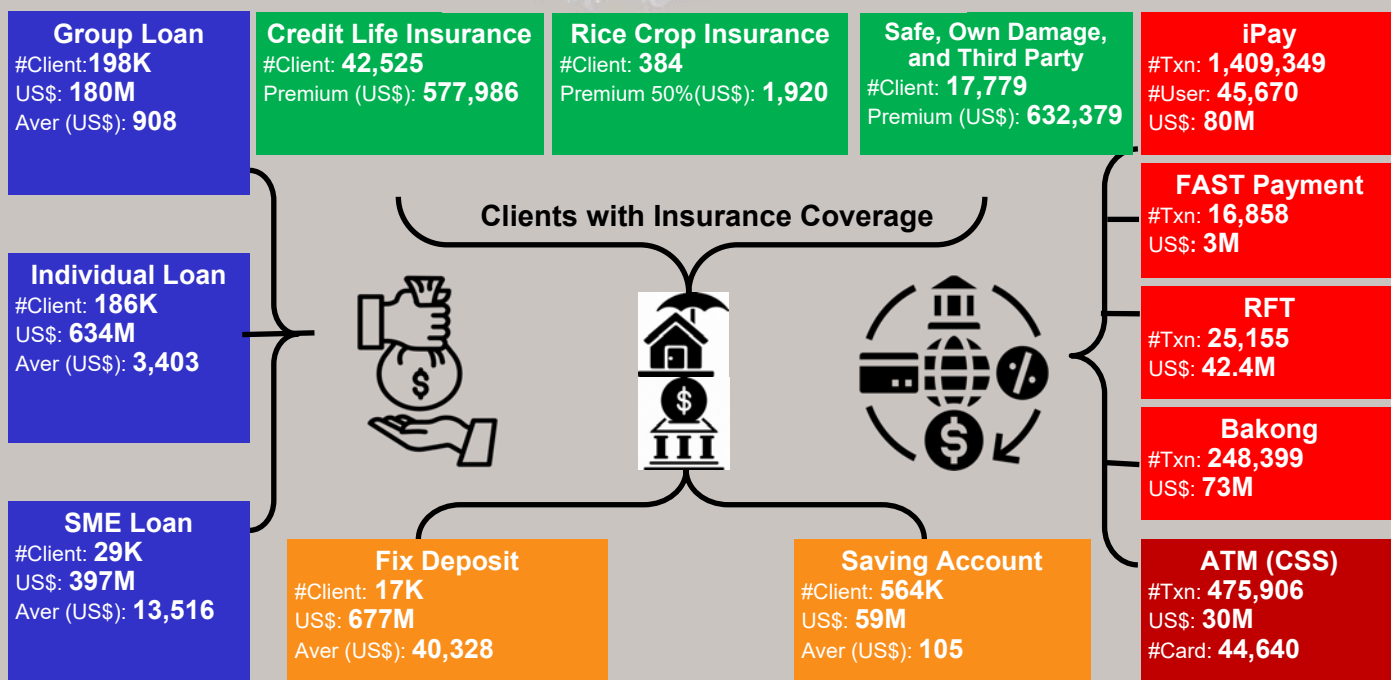 Group Loan
#Client:198K
US$: 180M
Aver (US$): 908
Credit Life Insurance
#Client: 42,525
Premium (US$): 577,986
Rice Crop Insurance
#Client: 384
Premium 50%(US$): 1,920
Safe, Own Damage,
and Third Party
#Client: 17,779
Premium (US$): 632,379
iPay
#Txn: 1,409,349
#User: 45,670
US$: 80M
FAST Payment
#Txn: 16,858
US$: 3M
Clients with Insurance Coverage
Individual Loan
#Client: 186K
US$: 634M
Aver (US$): 3,403
$
$
%
$
RFT
#Txn: 25,155
US$: 42.4M
Bakong
#Txn: 248,399
US$: 73M
SME Loan
#Client: 29K
US$: 397M
Aver (US$): 13,516
Fix Deposit
#Client: 17K
US$: 677M
Aver (US$): 40,328
Saving Account
#Client: 564K
US$: 59M
Aver (US$): 105
ATM (CSS)
#Txn: 475,906
US$: 30M
#Card: 44,640